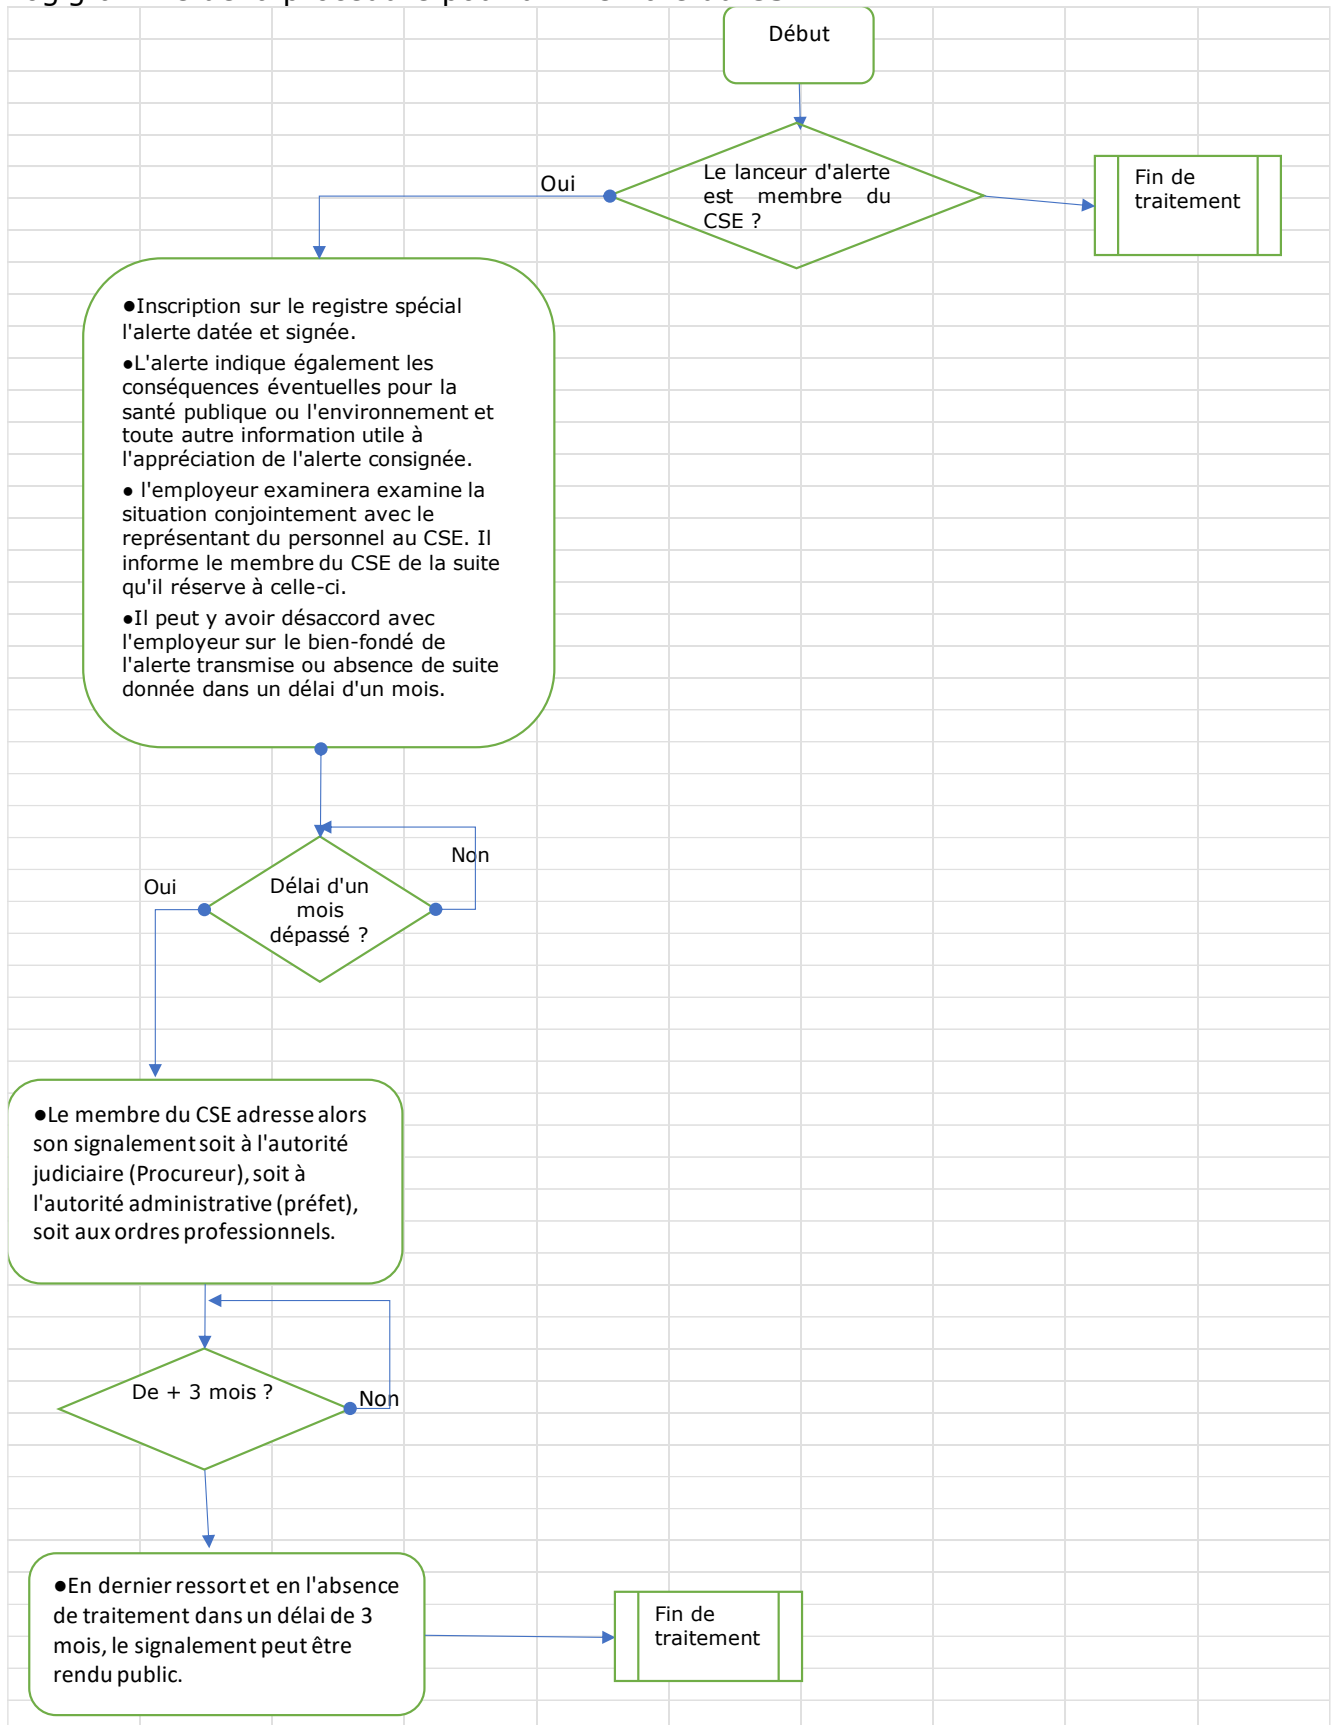 Début
Le lanceur d'alerte
est membre du
CSE ?
Oui
Fin de
traitement
●Inscription sur le registre spécial
l'alerte datée et signée.
●L'alerte indique également les
conséquences éventuelles pour la
santé publique ou l'environnement et
toute autre information utile à
l'appréciation de l'alerte consignée.
● l'employeur examinera examine la
situation conjointement avec le
représentant du personnel au CSE. Il
informe le membre du CSE de la suite
qu'il réserve à celle-ci.
●Il peut y avoir désaccord avec
l'employeur sur le bien-fondé de
l'alerte transmise ou absence de suite
donnée dans un délai d'un mois.
Non
Oui
Délai d'un
mois
dépassé ?
●Le membre du CSE adresse alors
son signalement soit à l'autorité
judiciaire (Procureur), soit à
l'autorité administrative (préfet),
soit aux ordres professionnels.
De + 3 mois ?
Non
●En dernier ressort et en l'absence
de traitement dans un délai de 3
mois, le signalement peut être
rendu public.
Fin de
traitement